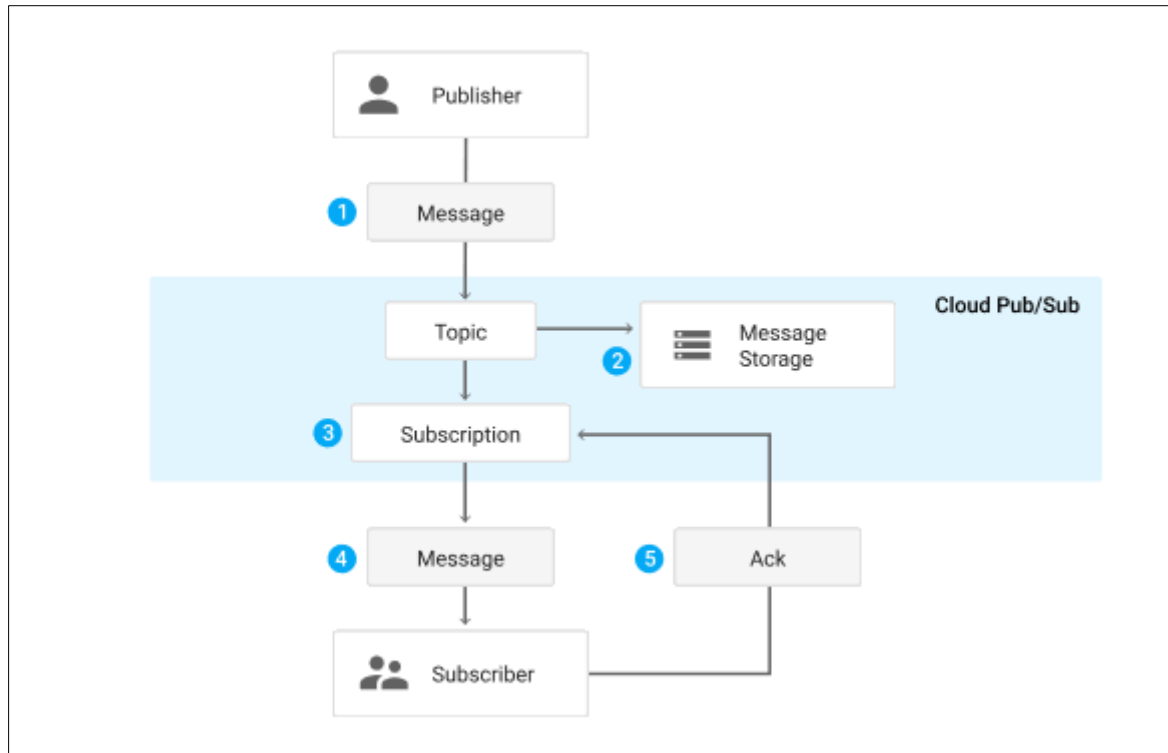 Publisher
1
Message
Cloud Pub/Sub
Topic
2
Message
Storage
3
Subscription
4
Message
5
Ack
Subscriber